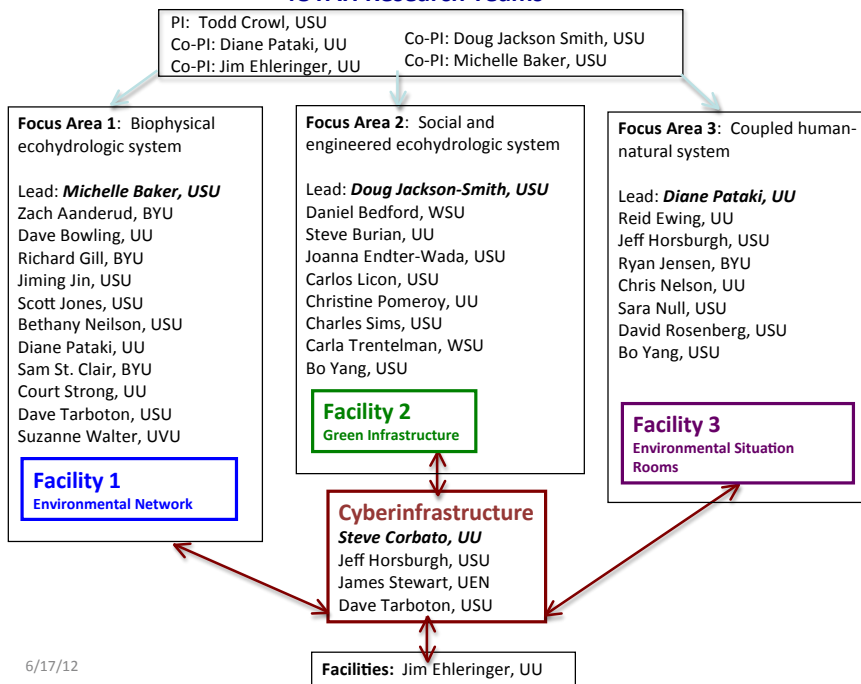 PI: Todd Crowl, USU
Co-PI: Diane Pataki, UU
Co-PI: Jim Ehleringer, UU
Co-PI: Doug Jackson Smith, USU
Co-PI: Michelle Baker, USU
Focus Area 1: Biophysical
ecohydrologic system
Lead: Michelle Baker, USU
Zach Aanderud, BYU
Dave Bowling, UU
Richard Gill, BYU
Jiming Jin, USU
Scott Jones, USU
Bethany Neilson, USU
Diane Pataki, UU
Sam St. Clair, BYU
Court Strong, UU
Dave Tarboton, USU
Suzanne Walter, UVU
Facility 1
Environmental Network
Focus Area 2: Social and
engineered ecohydrologic system
Lead: Doug Jackson-Smith, USU
Daniel Bedford, WSU
Steve Burian, UU
Joanna Endter-Wada, USU
Carlos Licon, USU
Christine Pomeroy, UU
Charles Sims, USU
Carla Trentelman, WSU
Bo Yang, USU
Facility 2
Green Infrastructure
Focus Area 3: Coupled human-
natural system
Lead: Diane Pataki, UU
Reid Ewing, UU
Jeff Horsburgh, USU
Ryan Jensen, BYU
Chris Nelson, UU
Sara Null, USU
David Rosenberg, USU
Bo Yang, USU
Facility 3
Environmental Situation
Rooms
Cyberinfrastructure
Steve Corbato, UU
Jeff Horsburgh, USU
James Stewart, UEN
Dave Tarboton, USU
6/17/12
Facilities: Jim Ehleringer, UU